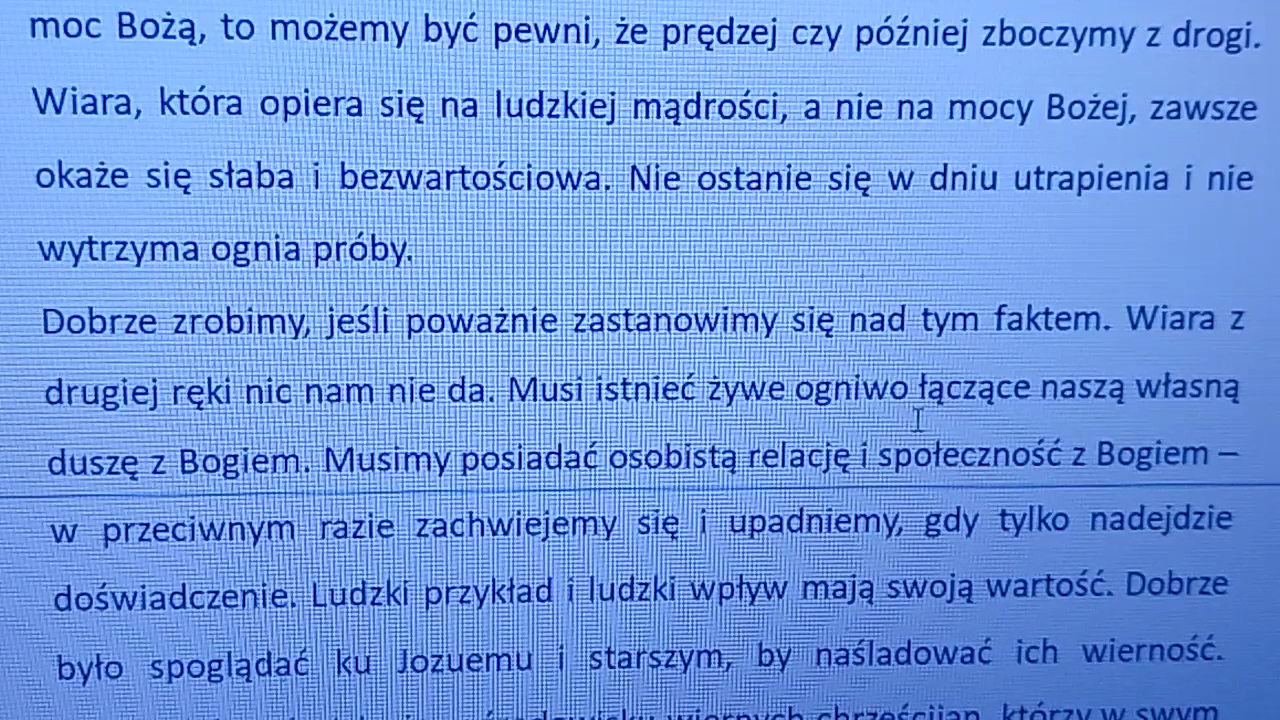 moc Bożą, to możemy być pewni, że prędzej czy później zboczymy z drogi.
Wiara, która opiera się na ludzkiej mądrości, a nie na mocy Bożej, zawsze
okaże się słaba i bezwartościowa. Nie ostanie się w dniu utrapienia i nie
wytrzyma ognia próby.
Dobrze zrobimy, jeśli poważnie zastanowimy się nad tym faktem. Wiara z
drugiej ręki nic nam nie da. Musi istnieć żywe ogniwo łączące naszą własną
duszę z Bogiem. Musimy posiadać osobistą relację i społeczność z Bogiem –
w przeciwnym razie zachwiejemy się i upadniemy, gdy tylko nadejdzie
doświadczenie. Ludzki przykład i ludzki wpływ mają swoją wartość. Dobrze
było spoglądać ku Jozuemu i starszym, by naśladować ich wierność.
wiernych chrześcijan, którzy w swym